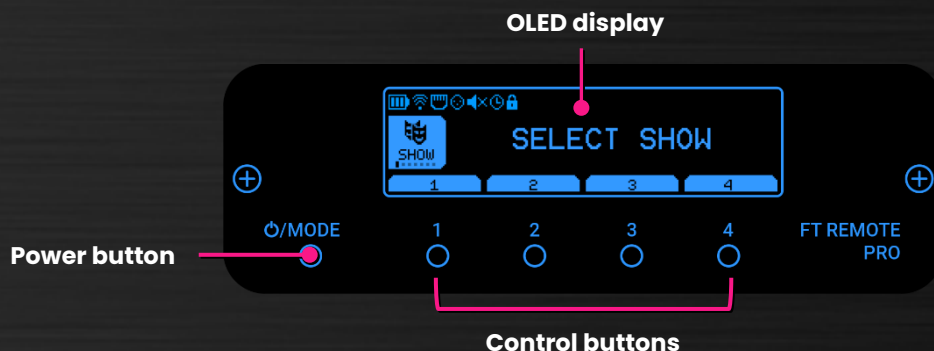 OLED display
SELECT SHOW
SHOW
1 2 3 4
⏻/MODE 1 2 3 4 FT REMOTE
PRO
Power button
Control buttons